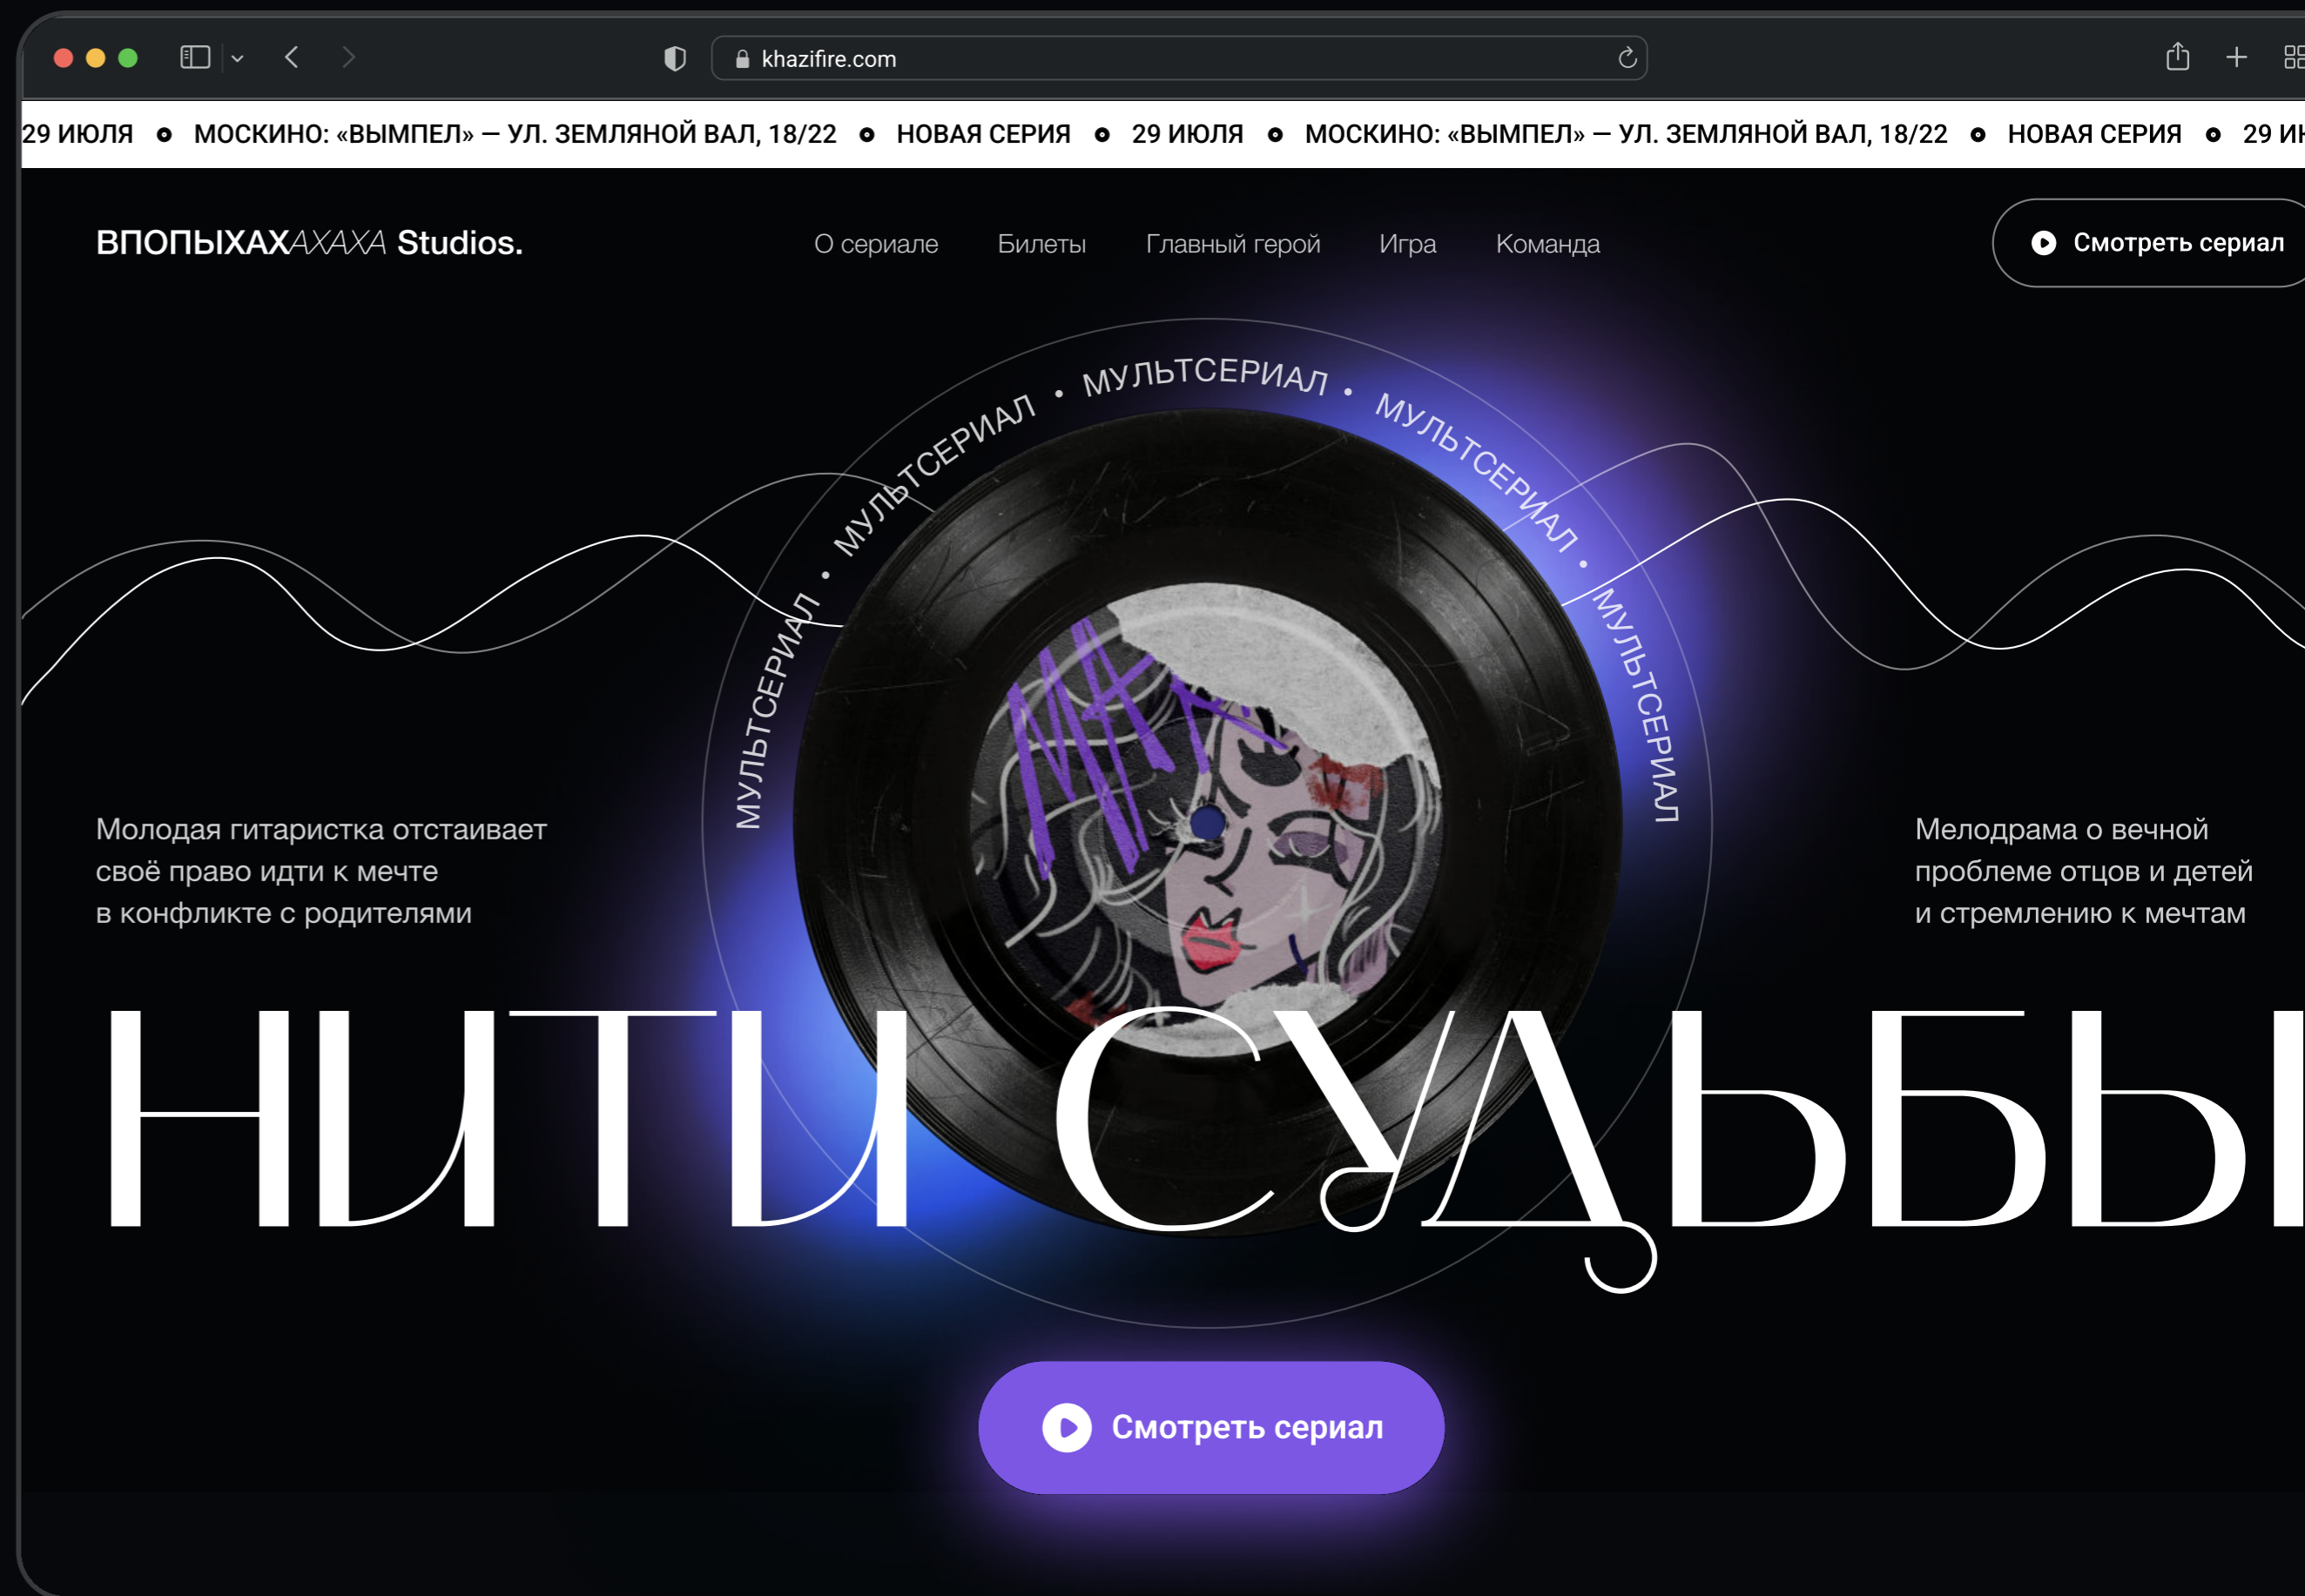 khazifire.com
29 ИЮЛЯ МОСКИНО: «ВЫМПЕЛ» — УЛ. ЗЕМЛЯНОЙ ВАЛ, 18/22 НОВАЯ СЕРИЯ 29 ИЮЛЯ МОСКИНО: «ВЫМПЕЛ» — УЛ. ЗЕМЛЯНОЙ ВАЛ, 18/22 НОВАЯ СЕРИЯ 29
ВПОПЫХАХАХАХА Studios.
О сериале Билеты Главный герой Игра Команда
Смотреть сериал
МУЛЬТСЕРИАЛ • МУЛЬТСЕРИАЛ • МУЛЬТСЕРИАЛ • МУЛЬТСЕРИАЛ • МУЛЬТСЕРИАЛ
Молодая гитаристка отстаивает
своё право идти к мечте
в конфликте с родителями
Мелодрама о вечной
проблеме отцов и детей
и стремлению к мечтам
НИТИ СУДЬБЫ
Смотреть сериал